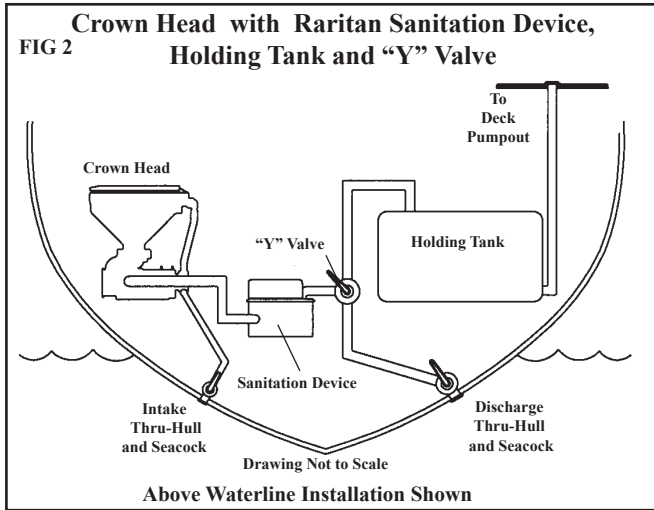 Crown Head with Raritan Sanitation Device,
FIG 2
Holding Tank and “Y” Valve
To
Deck
Pumpout
Crown Head
“Y” Valve
Holding Tank
Sanitation Device
Intake
Thru-Hull
and Seacock
Discharge
Thru-Hull
and Seacock
Drawing Not to Scale
Above Waterline Installation Shown